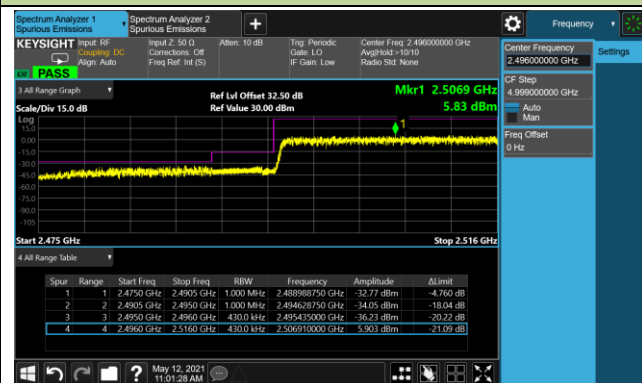 Spectrum Analyzer 1
Spurious Emissions
Spectrum Analyzer 2
Spurious Emissions
+
Frequency
KEYSIGHT
Input: RF
Coupling: DC
Align: Auto
Input Z: 50 Ω
Corrections: Off
Freq Ref: Int (S)
Atten: 10 dB
Trig: Periodic
Gate: LO
IF Gain: Low
Center Freq: 2.496000000 GHz
Avg|Hold:>10/10
Radio Std: None
PASS
Center Frequency
2.496000000 GHz
Settings
CF Step
4.999000000 GHz
Auto
Man
Freq Offset
0 Hz
3 All Range Graph
Scale/Div 15.0 dB
Ref Lvl Offset 32.50 dB
Ref Value 30.00 dBm
Mkr1 2.5069 GHz
5.83 dBm
Log
15.0
0.00
-15.0
-30.0
-45.0
-60.0
-75.0
-90.0
-105
1
Start 2.475 GHz
Stop 2.516 GHz
4 All Range Table
Spur Range Start Freq Stop Freq RBW Frequency Amplitude ΔLimit
1 1 2.4750 GHz 2.4905 GHz 1.000 MHz 2.488988750 GHz -32.77 dBm -4.760 dB
2 2 2.4905 GHz 2.4950 GHz 1.000 MHz 2.494628750 GHz -34.05 dBm -18.04 dB
3 3 2.4950 GHz 2.4960 GHz 430.0 kHz 2.495435000 GHz -36.23 dBm -20.22 dB
4 4 2.4960 GHz 2.5160 GHz 430.0 kHz 2.506910000 GHz 5.903 dBm -21.09 dB
?
May 12, 2021
11:01:28 AM